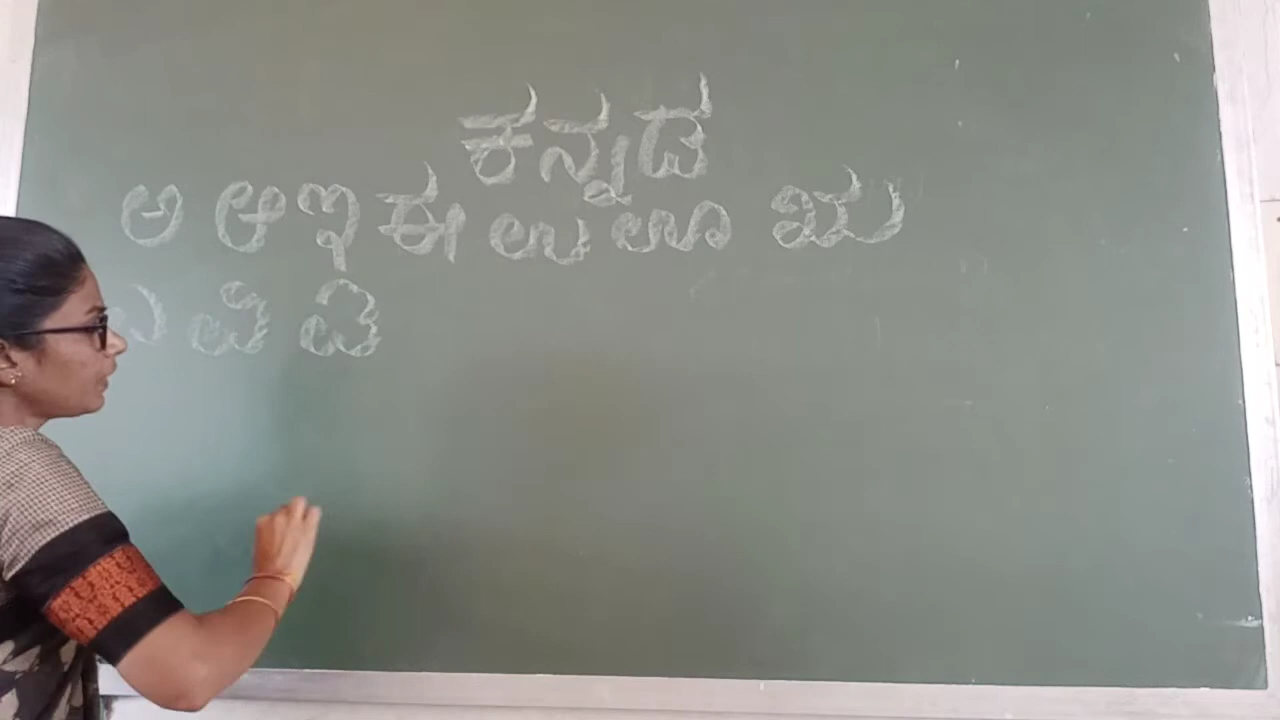 ಕನ್ನಡ
ಅ ಆ ಇ ಈ ಉ ಊ ಋ
ಎ ಏ ಐ